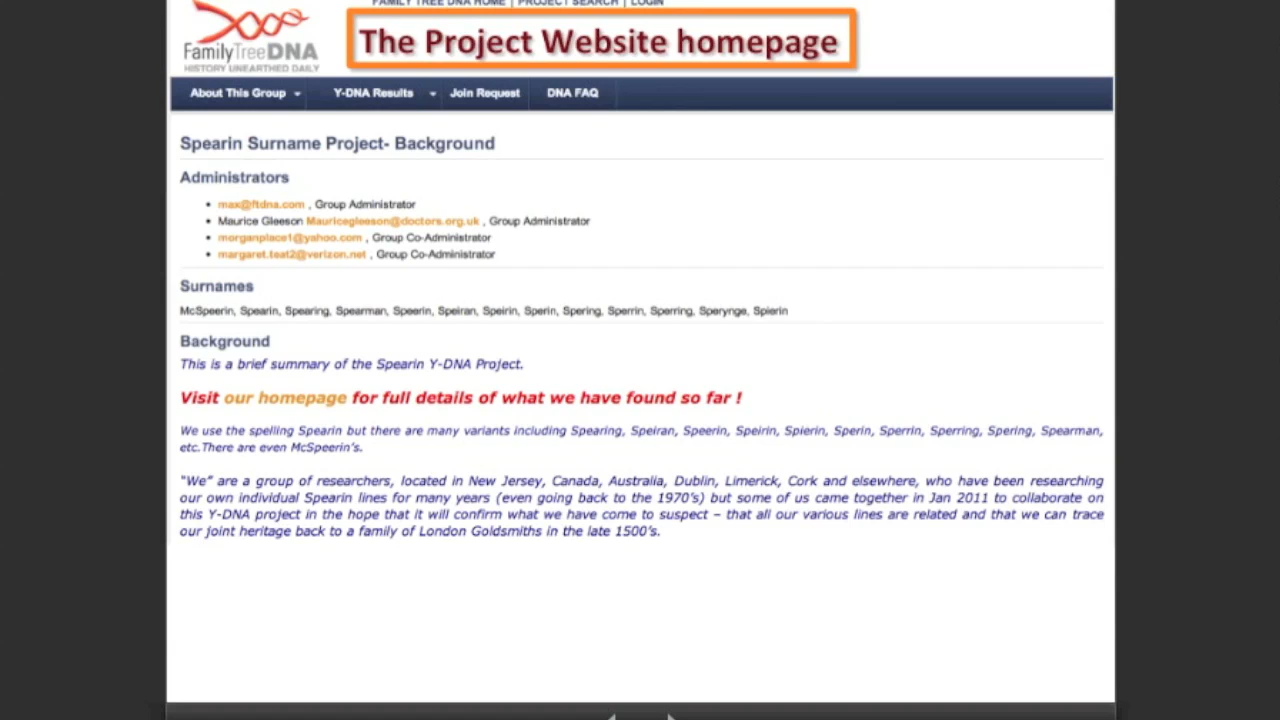 FAMILY TREE DNA HOME | PROJECT SEARCH | LOGIN
FamilyTreeDNA
HISTORY UNEARTHED DAILY
The Project Website homepage
About This Group Y-DNA Results Join Request DNA FAQ
Spearin Surname Project- Background
Administrators
• max@ftdna.com , Group Administrator
• Maurice Gleeson Mauricegleeson@doctors.org.uk , Group Administrator
• morganplace1@yahoo.com , Group Co-Administrator
• margaret.teat2@verizon.net , Group Co-Administrator
Surnames
McSpeerin, Spearin, Spearing, Spearman, Speerin, Speiran, Speirin, Sperin, Spering, Sperrin, Sperring, Sperynge, Spierin
Background
This is a brief summary of the Spearin Y-DNA Project.
Visit our homepage for full details of what we have found so far !
We use the spelling Spearin but there are many variants including Spearing, Speiran, Speerin, Speirin, Spierin, Sperin, Sperrin, Sperring, Spering, Spearman,
etc.There are even McSpeerin's.
"We" are a group of researchers, located in New Jersey, Canada, Australia, Dublin, Limerick, Cork and elsewhere, who have been researching
our own individual Spearin lines for many years (even going back to the 1970's) but some of us came together in Jan 2011 to collaborate on
this Y-DNA project in the hope that it will confirm what we have come to suspect – that all our various lines are related and that we can trace
our joint heritage back to a family of London Goldsmiths in the late 1500's.